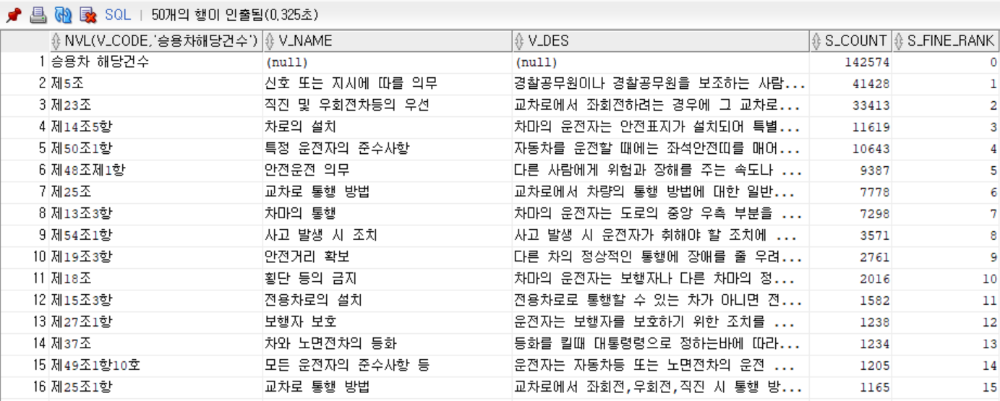 SQL | 50개의 행이 인출됨(0,325초)
NVL(V_CODE,'승용차해당건수') V_NAME V_DES S_COUNT S_FINE_RANK
1 승용차 해당건수 (null) (null) 142574 0
2 제5조 신호 또는 지시에 따를 의무 경찰공무원이나 경찰공무원을 보조하는 사람... 41428 1
3 제23조 직진 및 우회전차등의 우선 교차로에서 좌회전하려는 경우에 그 교차로... 33413 2
4 제14조5항 차로의 설치 차마의 운전자는 안전표지가 설치되어 특별... 11619 3
5 제50조1항 특정 운전자의 준수사항 자동차를 운전할 때에는 좌석안전띠를 매어... 10643 4
6 제48조제1항 안전운전 의무 다른 사람에게 위험과 장해를 주는 속도나 ... 9387 5
7 제25조 교차로 통행 방법 교차로에서 차량의 통행 방법에 대한 일반... 7778 6
8 제13조3항 차마의 통행 차마의 운전자는 도로의 중앙 우측 부분을 ... 7298 7
9 제54조1항 사고 발생 시 조치 사고 발생 시 운전자가 취해야 할 조치에 ... 3571 8
10 제19조3항 안전거리 확보 다른 차의 정상적인 통행에 장애를 줄 우려... 2761 9
11 제18조 횡단 등의 금지 차마의 운전자는 보행자나 다른 차마의 정... 2016 10
12 제15조3항 전용차로의 설치 전용차로로 통행할 수 있는 차가 아니면 전... 1582 11
13 제27조1항 보행자 보호 운전자는 보행자를 보호하기 위한 조치를 ... 1238 12
14 제37조 차와 노면전차의 등화 등화를 킬때 대통령령으로 정하는바에 따라... 1234 13
15 제49조1항10호 모든 운전자의 준수사항 등 운전자는 자동차등 또는 노면전차의 운전 ... 1205 14
16 제25조1항 교차로 통행 방법 교차로에서 좌회전,우회전,직진 시 통행 방... 1165 15